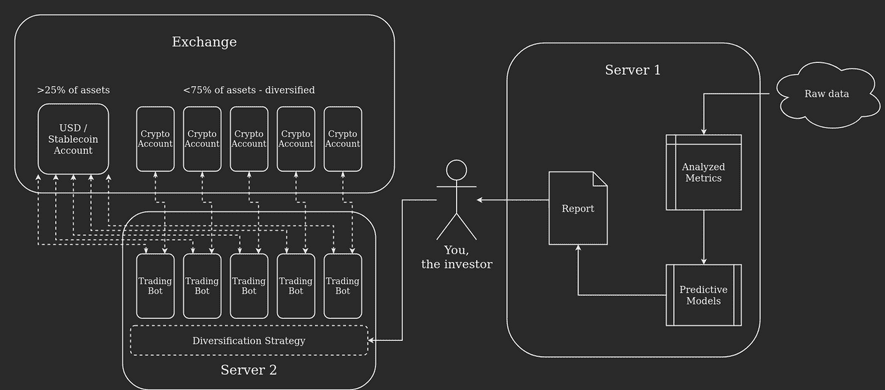 Exchange
>25% of assets
<75% of assets - diversified
USD /
Stablecoin
Account
Crypto
Account
Crypto
Account
Crypto
Account
Crypto
Account
Crypto
Account
Trading
Bot
Trading
Bot
Trading
Bot
Trading
Bot
Trading
Bot
Diversification Strategy
Server 2
You,
the investor
Server 1
Report
Analyzed
Metrics
Predictive
Models
Raw data